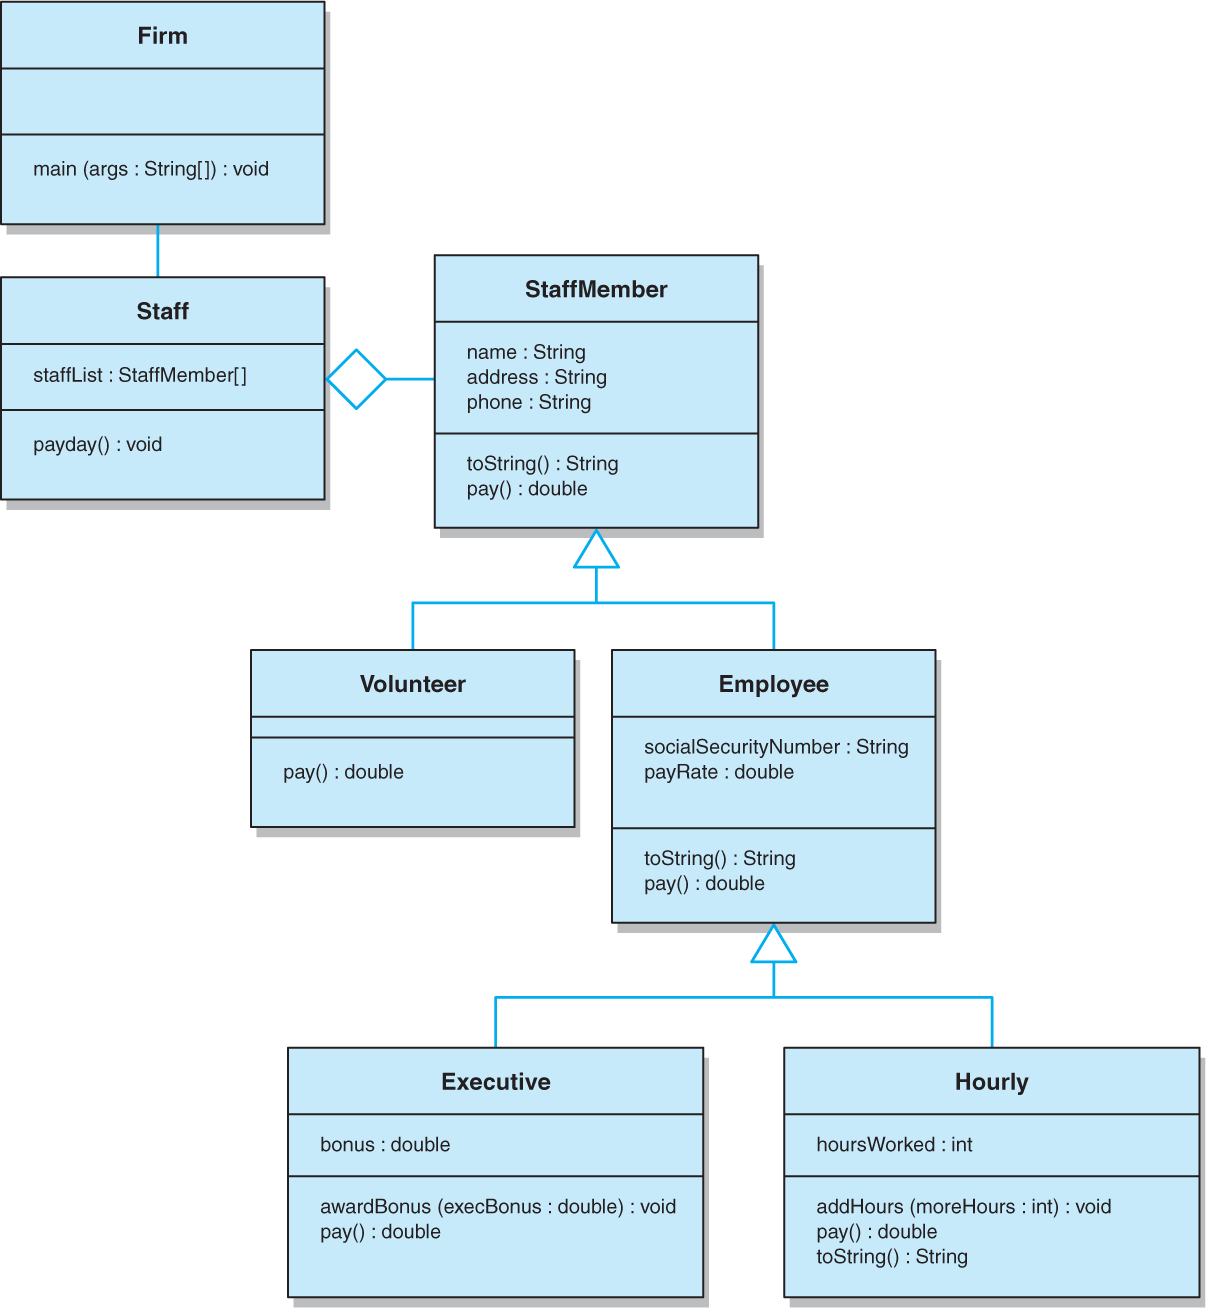 Firm
main (args : String[]) : void
Staff
staffList : StaffMember[]
payday() : void
StaffMember
name : String
address : String
phone : String
toString() : String
pay() : double
Volunteer
pay() : double
Employee
socialSecurityNumber : String
payRate : double
toString() : String
pay() : double
Executive
bonus : double
awardBonus (execBonus : double) : void
pay() : double
Hourly
hoursWorked : int
addHours (moreHours : int) : void
pay() : double
toString() : String